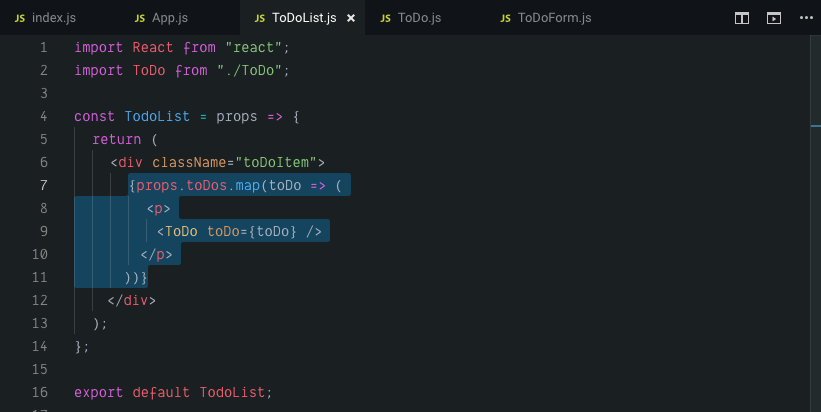 JS index.js JS App.js JS ToDoList.js × JS ToDo.js JS ToDoForm.js
1 import React from "react";
2 import ToDo from "./ToDo";
3
4 const TodoList = props => {
5 return (
6 <div className="toDoItem">
7 {props.toDos.map(toDo => (
8 <p>
9 <ToDo toDo={toDo} />
10 </p>
11 ))}
12 </div>
13 );
14 };
15
16 export default TodoList;